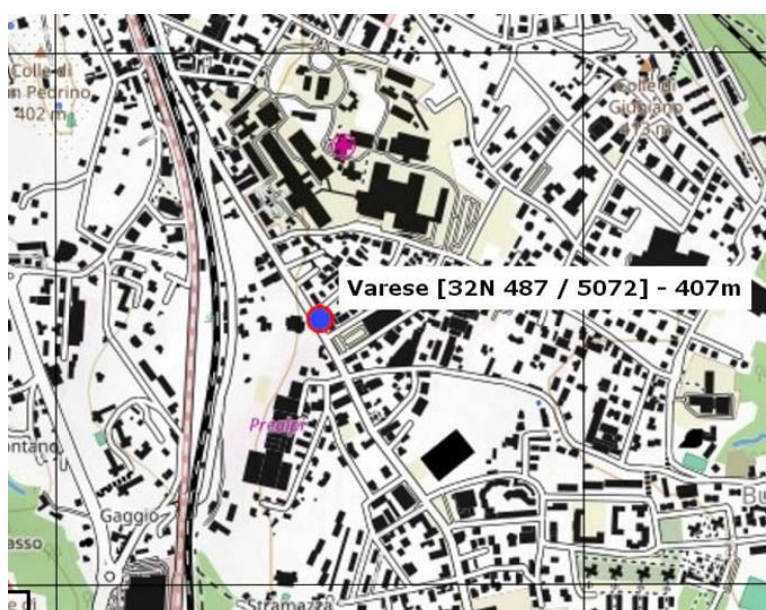 Colle di
n Pedrino
402 m
Colle di
Giubiano
413 m
Varese [32N 487 / 5072] - 407m
Prealpi
ntano
Gaggio
asso
Bu
e di
Stramazza